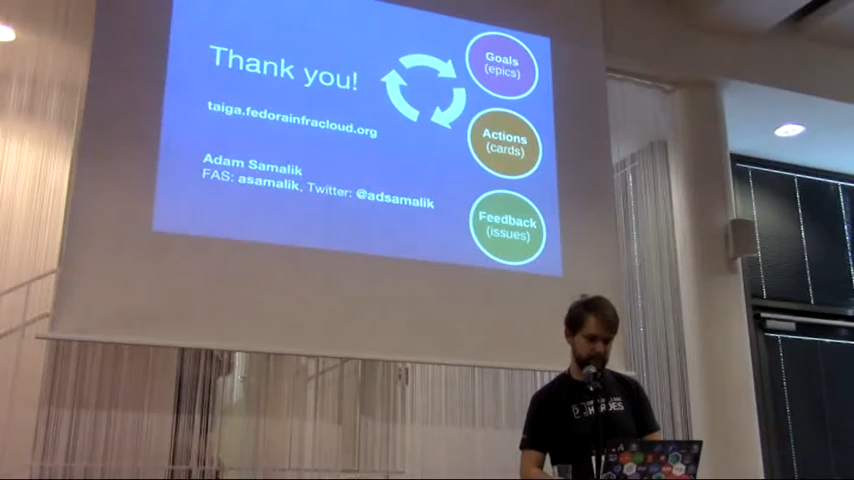 Thank you!
taiga.fedorainfracloud.org
Adam Samalik
FAS: asamalik, Twitter: @adsamalik
Goals
(epics)
Actions
(cards)
Feedback
(issues)